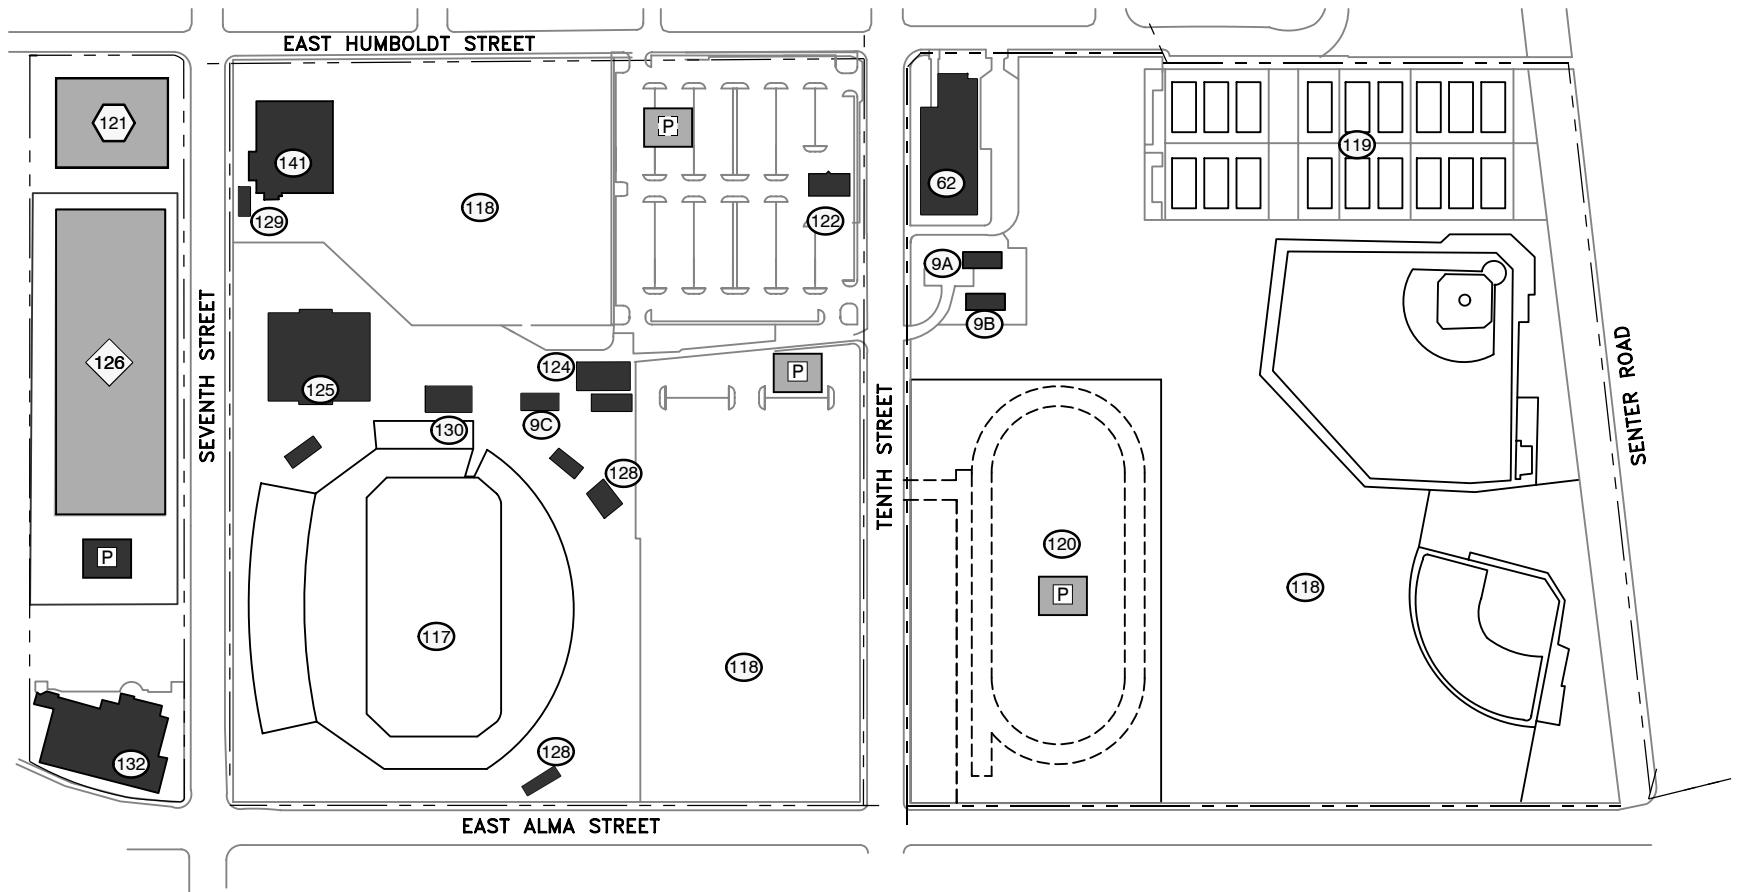 EAST HUMBOLDT STREET
121
P
141
118
129
122
62
119
9A
9B
SEVENTH STREET
126
124
P
125
130
9C
128
TENTH STREET
SENTER ROAD
P
120
P
118
117
118
128
132
EAST ALMA STREET